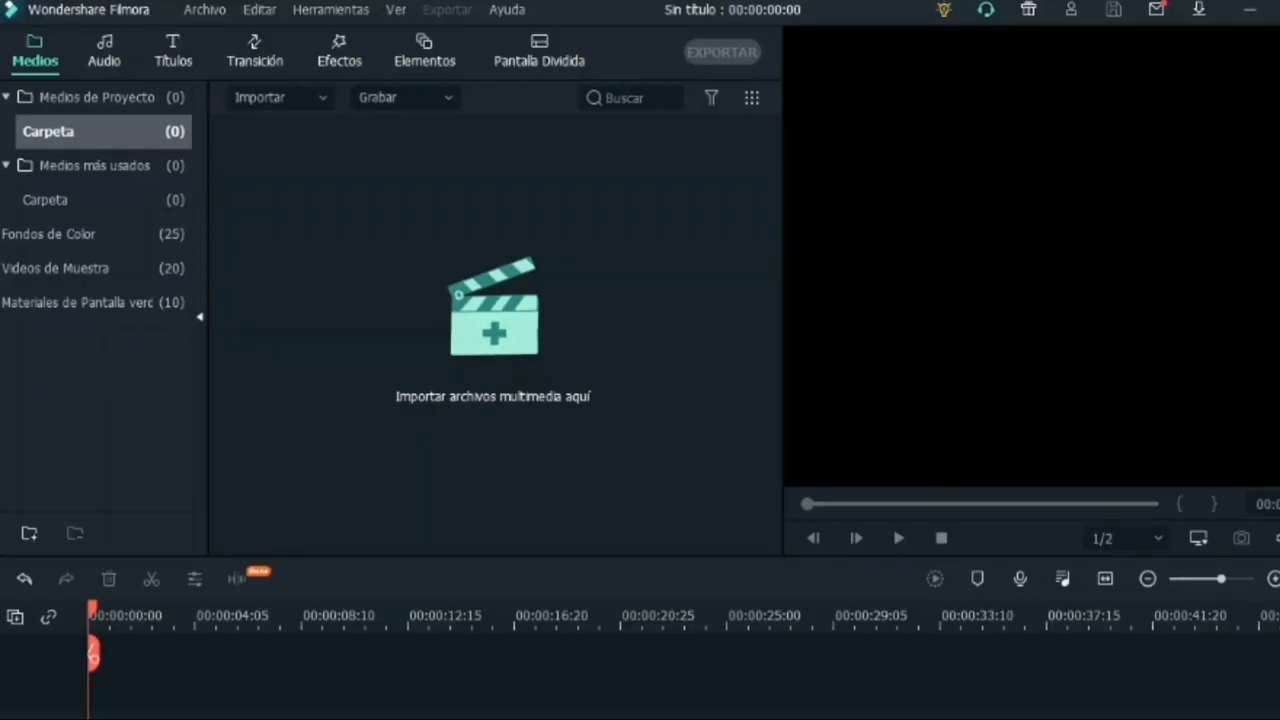 Wondershare Filmora Archivo Editar Herramientas Ver Exportar Ayuda Sin título : 00:00:00:00
Medios Audio Títulos Transición Efectos Elementos Pantalla Dividida EXPORTAR
Medios de Proyecto (0) Importar Grabar Buscar
Carpeta (0)
Medios más usados (0)
Carpeta (0)
Fondos de Color (25)
Videos de Muestra (20)
Materiales de Pantalla verc (10)
Importar archivos multimedia aquí
{ } 00:0
1/2
Beta
00:00:00:00 00:00:04:05 00:00:08:10 00:00:12:15 00:00:16:20 00:00:20:25 00:00:25:00 00:00:29:05 00:00:33:10 00:00:37:15 00:00:41:20 00: